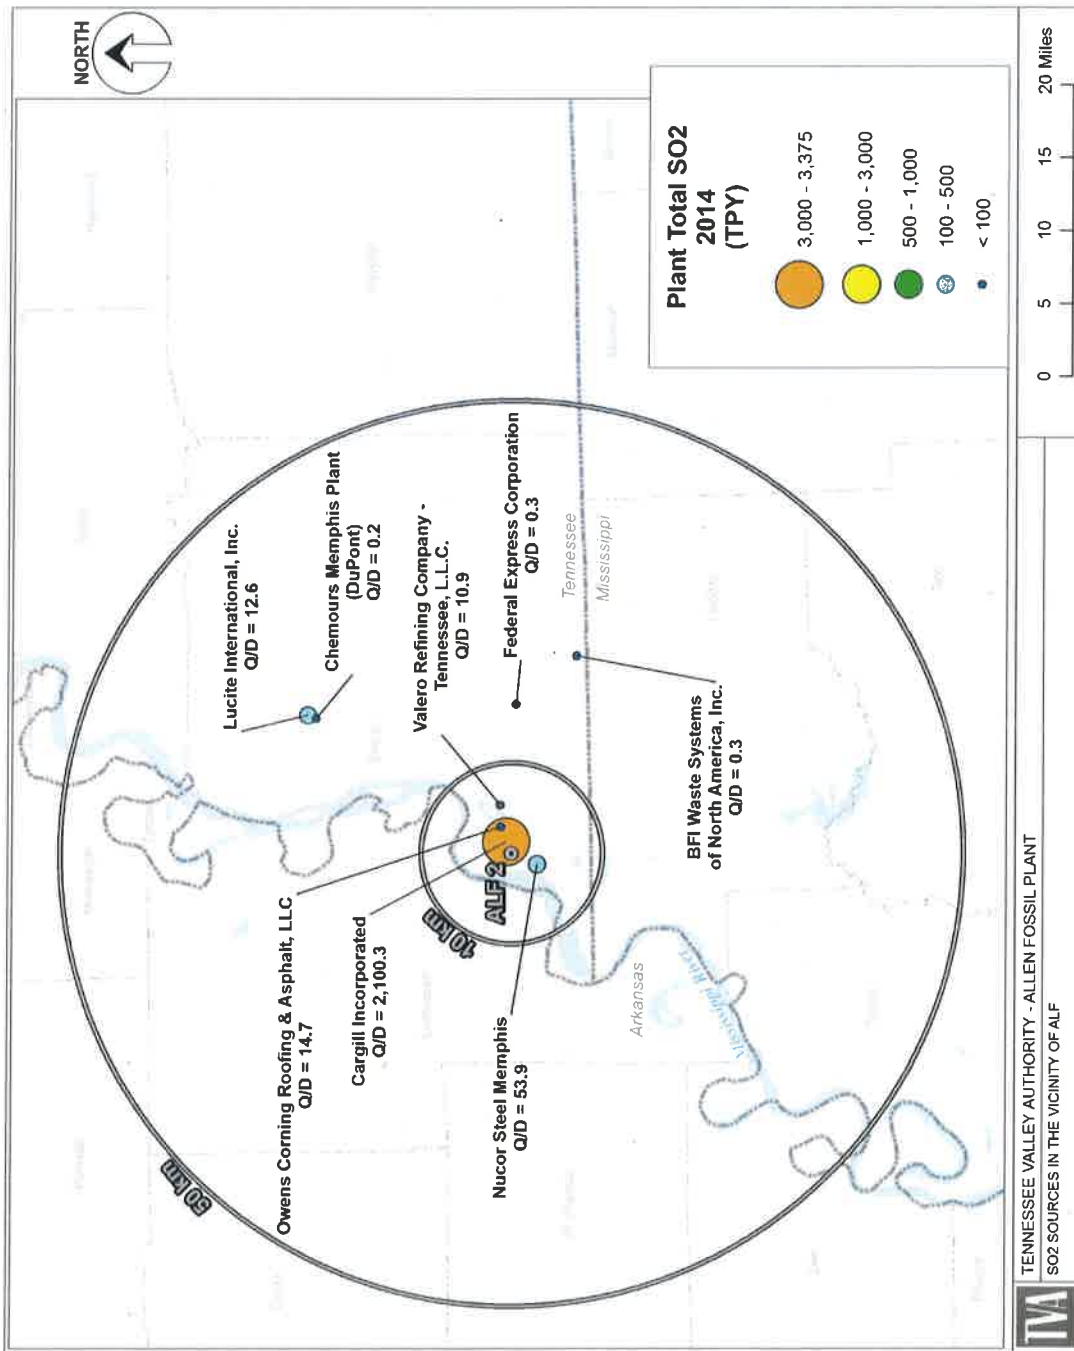 NORTH
Lucite International, Inc.
Q/D = 12.6
Chemours Memphis Plant
(DuPont)
Q/D = 0.2
Valero Refining Company -
Tennessee, L.L.C.
Q/D = 10.9
Federal Express Corporation
Q/D = 0.3
Tennessee
Mississippi
BFI Waste Systems
of North America, Inc.
Q/D = 0.3
Owens Corning Roofing & Asphalt, LLC
Q/D = 14.7
Cargill Incorporated
Q/D = 2,100.3
Nucor Steel Memphis
Q/D = 53.9
ALF 2
10 km
50 km
Arkansas
Mississippi River
Plant Total SO2
2014
(TPY)
3,000 - 3,375
1,000 - 3,000
500 - 1,000
100 - 500
< 100
TVA
TENNESSEE VALLEY AUTHORITY - ALLEN FOSSIL PLANT
SO2 SOURCES IN THE VICINITY OF ALF
0 5 10 15 20 Miles